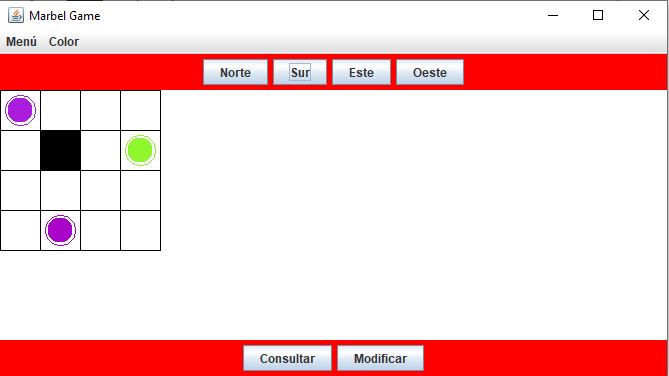 Marbel Game
Menú Color
Norte Sur Este Oeste
Consultar Modificar